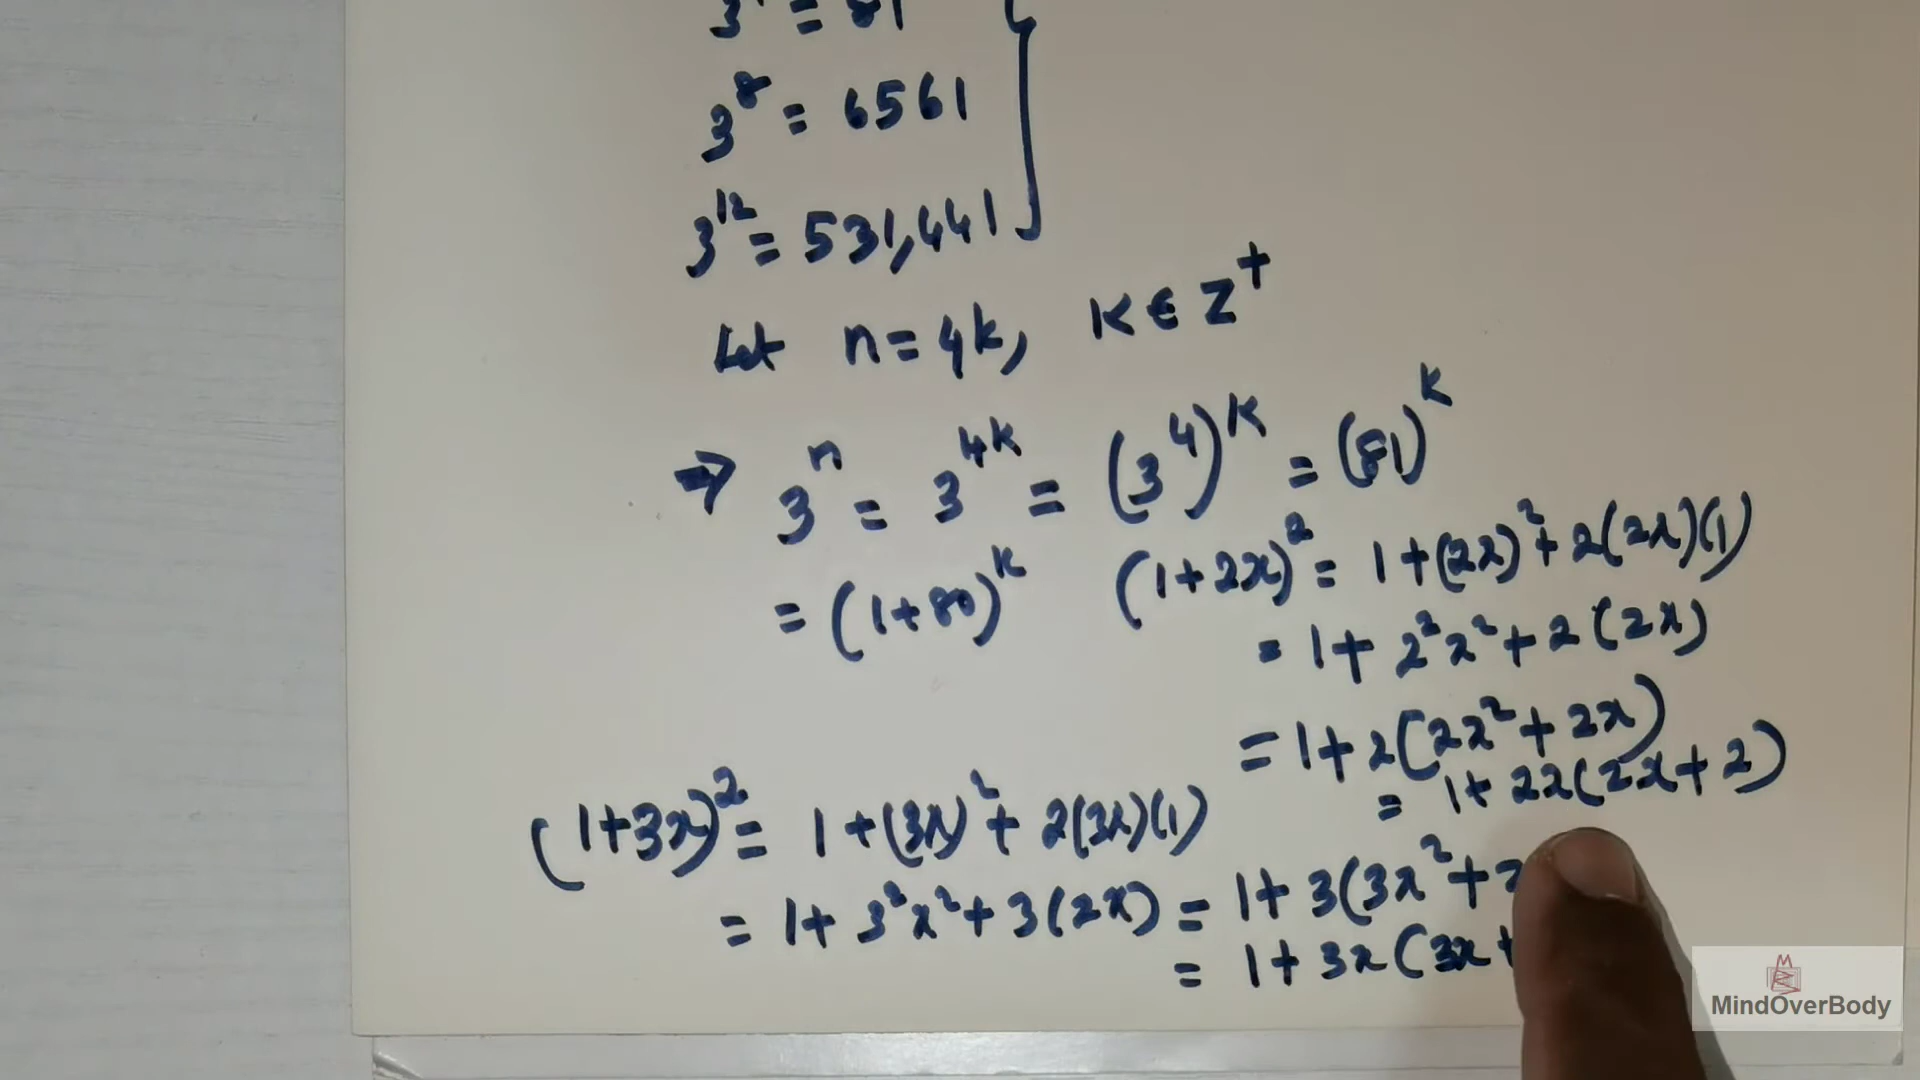 3⁴ = 81
3⁸ = 6561
3¹² = 531,441
Let n = 4k, K ∈ Z⁺
⇒ 3ⁿ = 3⁴ᵏ = (3⁴)ᵏ = (81)ᵏ
= (1+80)ᵏ
(1+2x)² = 1+(2x)²+2(2x)(1)
= 1+2²x²+2(2x)
= 1+2(2x²+2x)
= 1+2x(2x+2)
(1+3x)² = 1+(3x)²+2(3x)(1)
= 1+3²x²+3(2x) = 1+3(3x²+
= 1+3x(3x+
MindOverBody